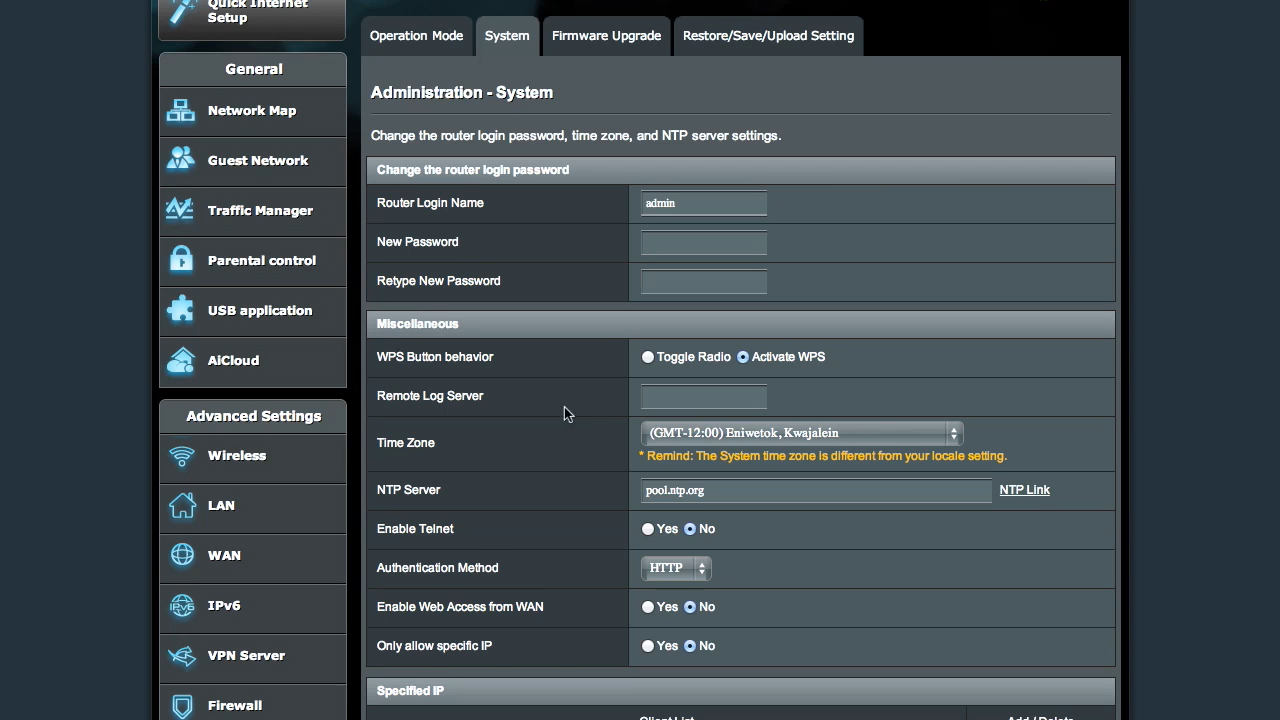 Quick Internet
Setup
Operation Mode
System
Firmware Upgrade
Restore/Save/Upload Setting
General
Network Map
Guest Network
Traffic Manager
Parental control
USB application
AiCloud
Advanced Settings
Wireless
LAN
WAN
IPv6
VPN Server
Firewall
Administration - System
Change the router login password, time zone, and NTP server settings.
Change the router login password
Router Login Name
admin
New Password
Retype New Password
Miscellaneous
WPS Button behavior
Toggle Radio Activate WPS
Remote Log Server
Time Zone
(GMT-12:00) Eniwetok, Kwajalein
* Remind: The System time zone is different from your locale setting.
NTP Server
pool.ntp.org
NTP Link
Enable Telnet
Yes No
Authentication Method
HTTP
Enable Web Access from WAN
Yes No
Only allow specific IP
Yes No
Specified IP
Client List
Add / Delete